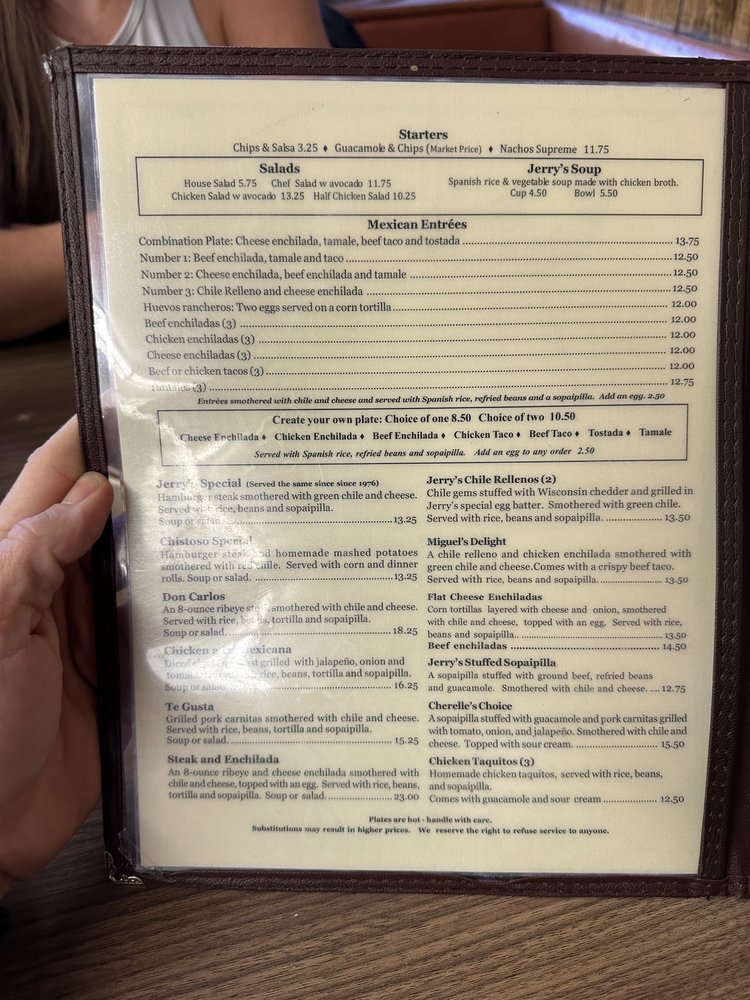 Starters
Chips & Salsa 3.25 ♦ Guacamole & Chips (Market Price) ♦ Nachos Supreme 11.75
Salads
House Salad 5.75 Chef Salad w avocado 11.75
Chicken Salad w avocado 13.25 Half Chicken Salad 10.25
Jerry's Soup
Spanish rice & vegetable soup made with chicken broth.
Cup 4.50 Bowl 5.50
Mexican Entrées
Combination Plate: Cheese enchilada, tamale, beef taco and tostada 13.75
Number 1: Beef enchilada, tamale and taco 12.50
Number 2: Cheese enchilada, beef enchilada and tamale 12.50
Number 3: Chile Relleno and cheese enchilada 12.50
Huevos rancheros: Two eggs served on a corn tortilla 12.00
Beef enchiladas (3) 12.00
Chicken enchiladas (3) 12.00
Cheese enchiladas (3) 12.00
Beef or chicken tacos (3) 12.00
Tamales (3) 12.75
Entrées smothered with chile and cheese and served with Spanish rice, refried beans and a sopaipilla. Add an egg. 2.50
Create your own plate: Choice of one 8.50 Choice of two 10.50
Cheese Enchilada ♦ Chicken Enchilada ♦ Beef Enchilada ♦ Chicken Taco ♦ Beef Taco ♦ Tostada ♦ Tamale
Served with Spanish rice, refried beans and sopaipilla. Add an egg to any order 2.50
Jerry's Special (Served the same since since 1976)
Hamburger steak smothered with green chile and cheese.
Served with rice, beans and sopaipilla.
Soup or salad 13.25
Chistoso Special
Hamburger steak and homemade mashed potatoes
smothered with red chile. Served with corn and dinner
rolls. Soup or salad. 13.25
Don Carlos
An 8-ounce ribeye steak smothered with chile and cheese.
Served with rice, beans, tortilla and sopaipilla.
Soup or salad 18.25
Chicken a la Mexicana
Diced grilled with jalapeño, onion and
rice, beans, tortilla and sopaipilla.
Soup or salad 16.25
Te Gusta
Grilled pork carnitas smothered with chile and cheese.
Served with rice, beans, tortilla and sopaipilla.
Soup or salad 15.25
Steak and Enchilada
An 8-ounce ribeye and cheese enchilada smothered with
chile and cheese, topped with an egg. Served with rice, beans,
tortilla and sopaipilla. Soup or salad 23.00
Jerry's Chile Rellenos (2)
Chile gems stuffed with Wisconsin chedder and grilled in
Jerry's special egg batter. Smothered with green chile.
Served with rice, beans and sopapilla. 13.50
Miguel's Delight
A chile relleno and chicken enchilada smothered with
green chile and cheese.Comes with a crispy beef taco.
Served with rice, beans and sopapilla. 13.50
Flat Cheese Enchiladas
Corn tortillas layered with cheese and onion, smothered
with chile and cheese, topped with an egg. Served with rice,
beans and sopapilla. 13.50
Beef enchiladas 14.50
Jerry's Stuffed Sopaipilla
A sopaipilla stuffed with ground beef, refried beans
and guacamole. Smothered with chile and cheese. 12.75
Cherelle's Choice
A sopaipilla stuffed with guacamole and pork carnitas grilled
with tomato, onion, and jalapeño. Smothered with chile and
cheese. Topped with sour cream. 15.50
Chicken Taquitos (3)
Homemade chicken taquitos, served with rice, beans,
and sopaipilla.
Comes with guacamole and sour cream 12.50
Plates are hot - handle with care.
Substitutions may result in higher prices. We reserve the right to refuse service to anyone.